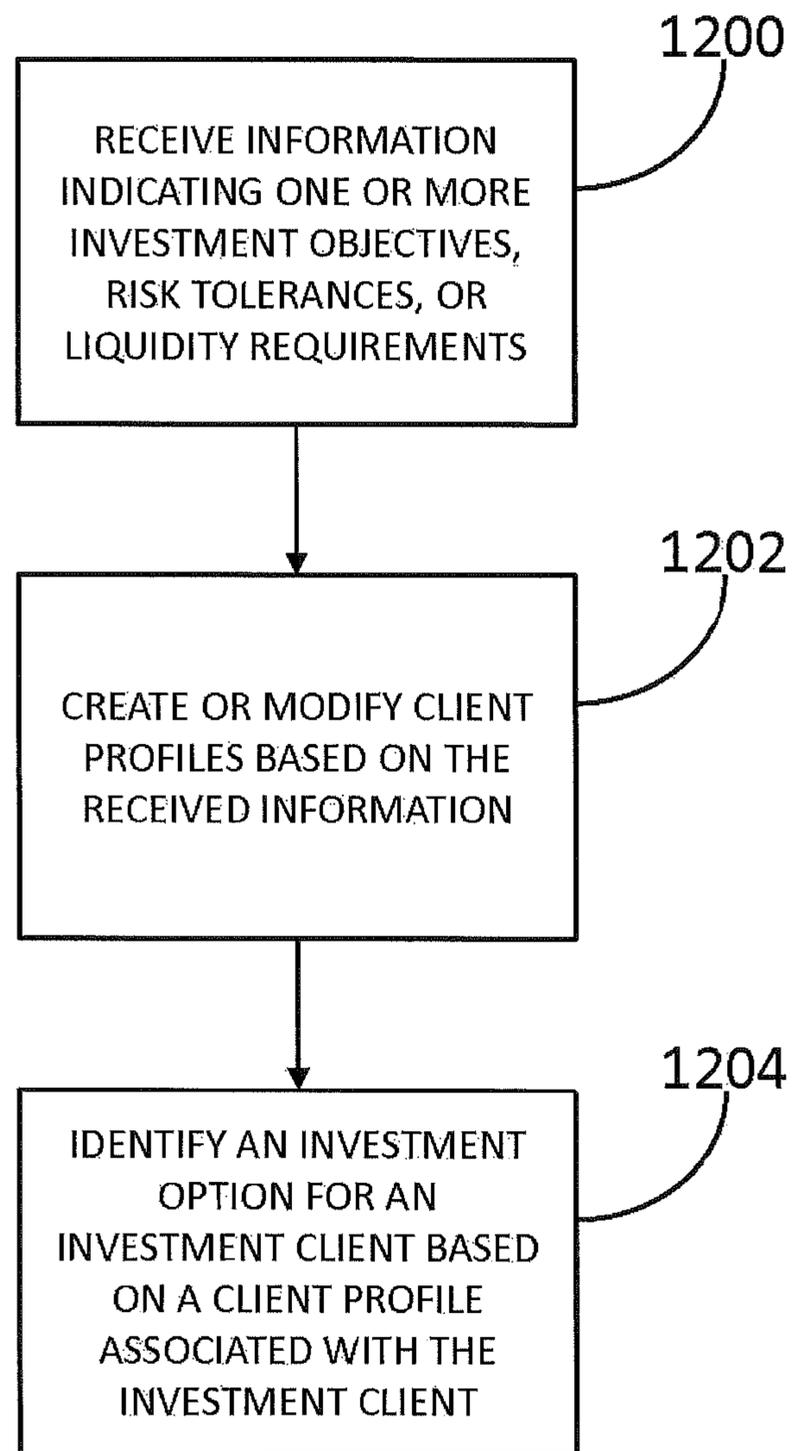 1200
RECEIVE INFORMATION
INDICATING ONE OR MORE
INVESTMENT OBJECTIVES,
RISK TOLERANCES, OR
LIQUIDITY REQUIREMENTS
1202
CREATE OR MODIFY CLIENT
PROFILES BASED ON THE
RECEIVED INFORMATION
1204
IDENTIFY AN INVESTMENT
OPTION FOR AN
INVESTMENT CLIENT BASED
ON A CLIENT PROFILE
ASSOCIATED WITH THE
INVESTMENT CLIENT